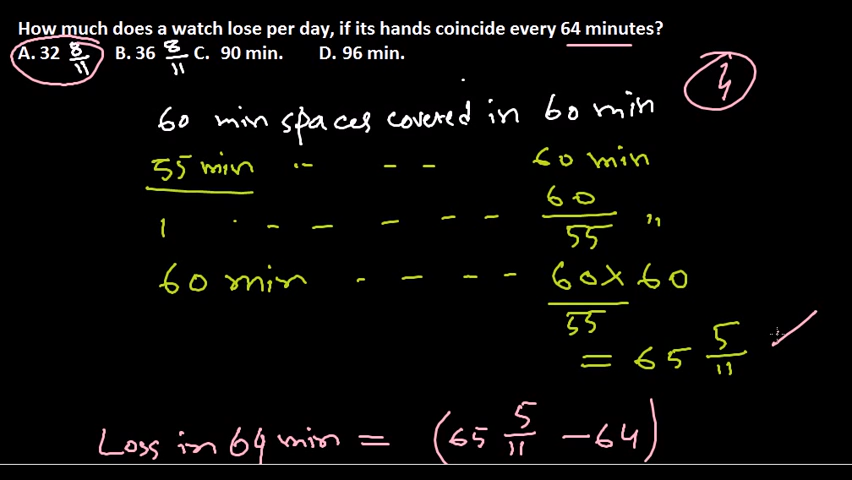 How much does a watch lose per day, if its hands coincide every 64 minutes?
A. 32 8/11 B. 36 8/11 C. 90 min. D. 96 min.
60 min spaces covered in 60 min
55 min " - - 60 min
1 - - - - - 60/55 "
60 min - - - - 60 x 60/55
= 65 5/11
Loss in 64 min = (65 5/11 - 64)